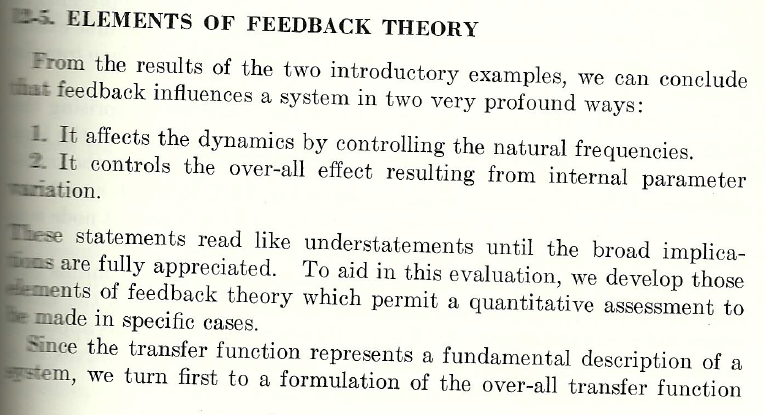 12-5. ELEMENTS OF FEEDBACK THEORY
From the results of the two introductory examples, we can conclude
that feedback influences a system in two very profound ways:
1. It affects the dynamics by controlling the natural frequencies.
2. It controls the over-all effect resulting from internal parameter
variation.
These statements read like understatements until the broad implica-
tions are fully appreciated. To aid in this evaluation, we develop those
elements of feedback theory which permit a quantitative assessment to
be made in specific cases.
Since the transfer function represents a fundamental description of a
system, we turn first to a formulation of the over-all transfer function